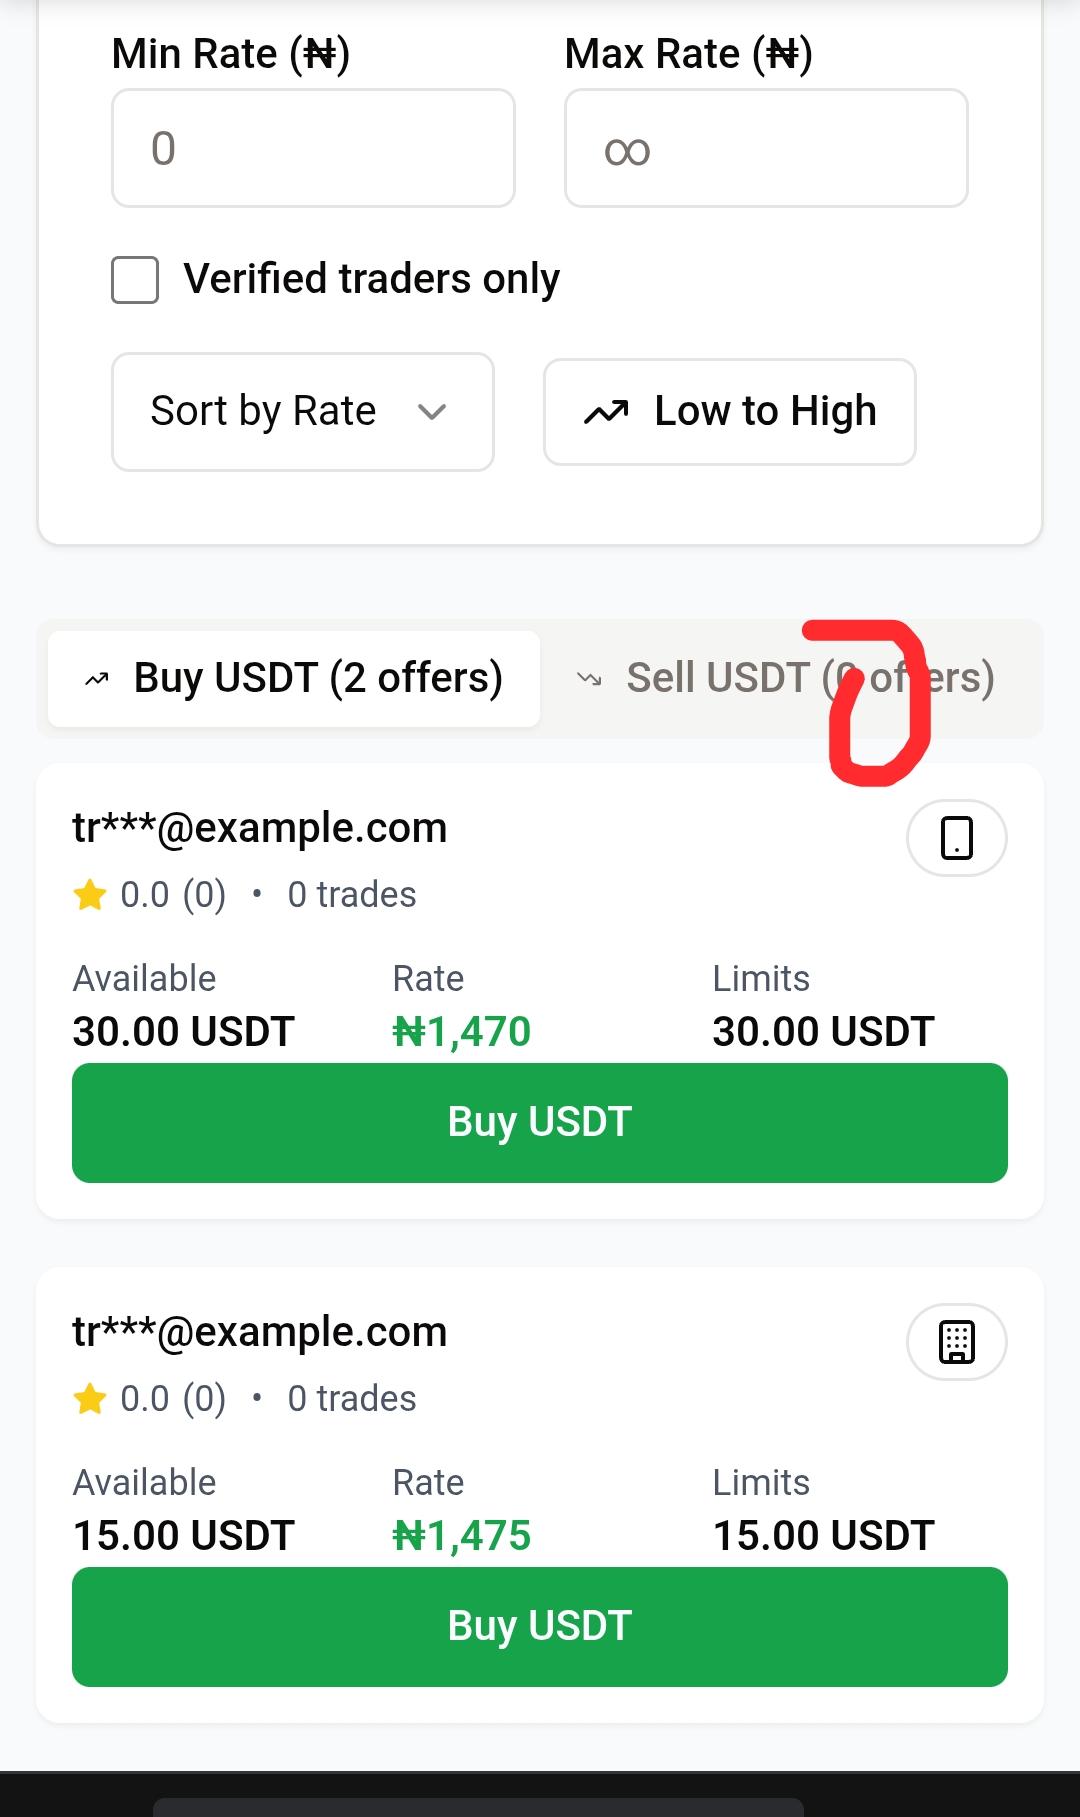 Min Rate (₦) Max Rate (₦)
0 ∞
Verified traders only
Sort by Rate Low to High
Buy USDT (2 offers) Sell USDT (0 offers)
tr***@example.com
0.0 (0) • 0 trades
Available Rate Limits
30.00 USDT ₦1,470 30.00 USDT
Buy USDT
tr***@example.com
0.0 (0) • 0 trades
Available Rate Limits
15.00 USDT ₦1,475 15.00 USDT
Buy USDT